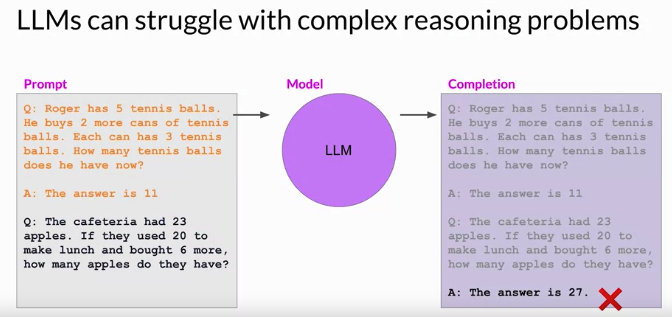 LLMs can struggle with complex reasoning problems
Prompt
Q: Roger has 5 tennis balls.
He buys 2 more cans of tennis
balls. Each can has 3 tennis
balls. How many tennis balls
does he have now?
A: The answer is 11
Q: The cafeteria had 23
apples. If they used 20 to
make lunch and bought 6 more,
how many apples do they have?
Model
LLM
Completion
Q: Roger has 5 tennis balls.
He buys 2 more cans of tennis
balls. Each can has 3 tennis
balls. How many tennis balls
does he have now?
A: The answer is 11
Q: The cafeteria had 23
apples. If they used 20 to
make lunch and bought 6 more,
how many apples do they have?
A: The answer is 27.